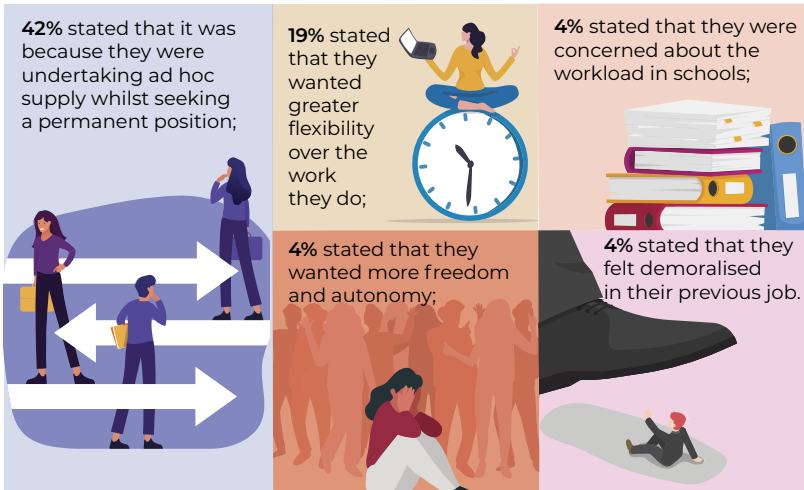 42% stated that it was
because they were
undertaking ad hoc
supply whilst seeking
a permanent position;
19% stated
that they
wanted
greater
flexibility
over the
work
they do;
4% stated that they were
concerned about the
workload in schools;
4% stated that they
wanted more freedom
and autonomy;
4% stated that they
felt demoralised
in their previous job.